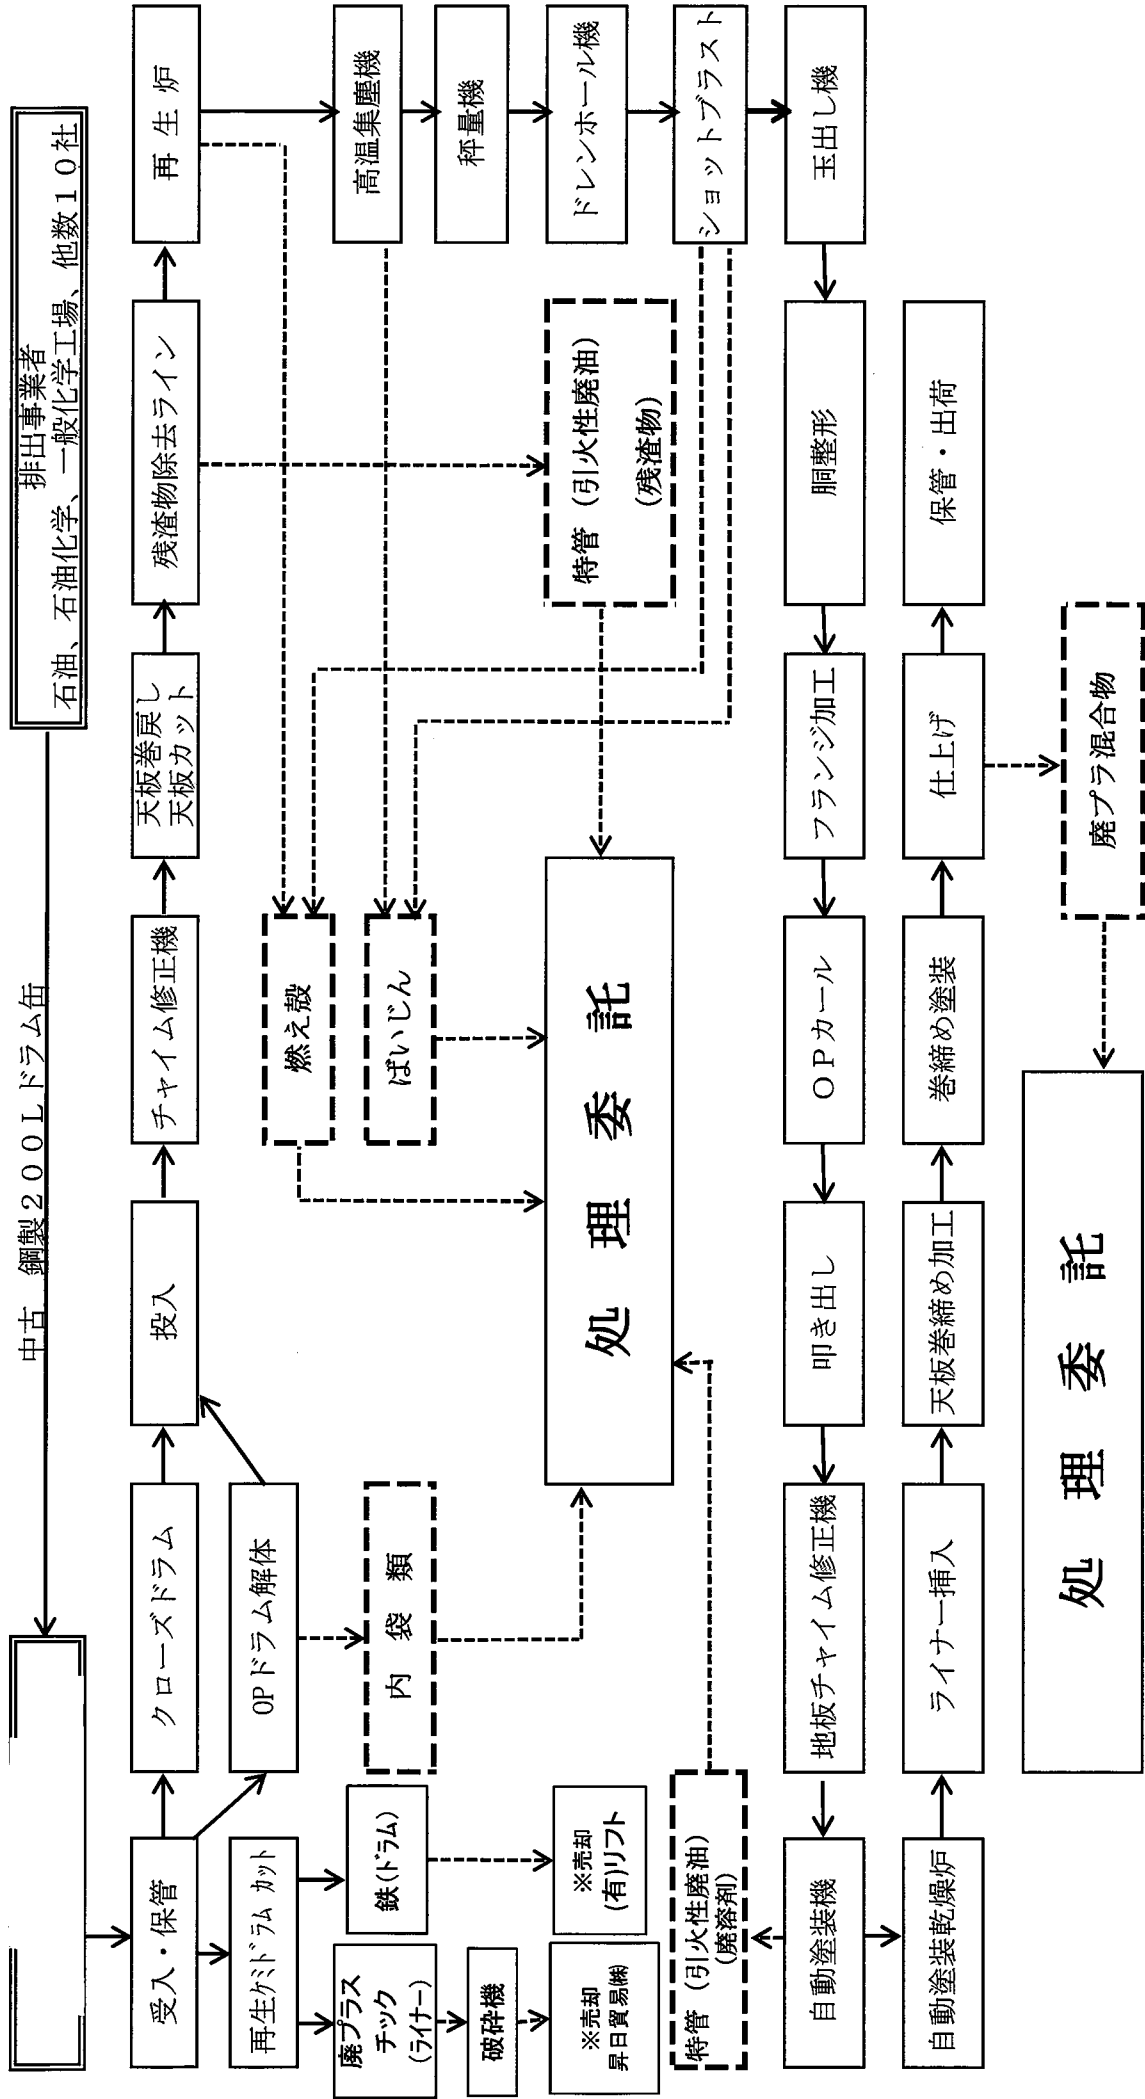 排出事業者
石油、石油化学、一般化学工場、他数１０社
中古　鋼製２００Ｌドラム缶
受入・保管
クローズドラム
投入
チャイム修正機
天板巻戻し
天板カット
残渣物除去ライン
再 生 炉
再生ｹﾐﾄﾞﾗﾑ カット
OPドラム解体
燃え殻
高温集塵機
廃プラス
チック
(ライナー)
鉄(ﾄﾞﾗﾑ)
内　袋　類
ばいじん
秤量機
破砕機
ドレンホール機
※売却
昇日貿易㈱
※売却
(有)リフト
処　理　委　託
特管（引火性廃油）
（残渣物）
ショットブラスト
特管（引火性廃油）
（廃溶剤）
玉出し機
自動塗装機
地板チャイム修正機
叩き出し
ＯＰカール
フランジ加工
胴整形
自動塗装乾燥炉
ライナー挿入
天板巻締め加工
巻締め塗装
仕上げ
保管・出荷
処　理　委　託
廃プラ混合物